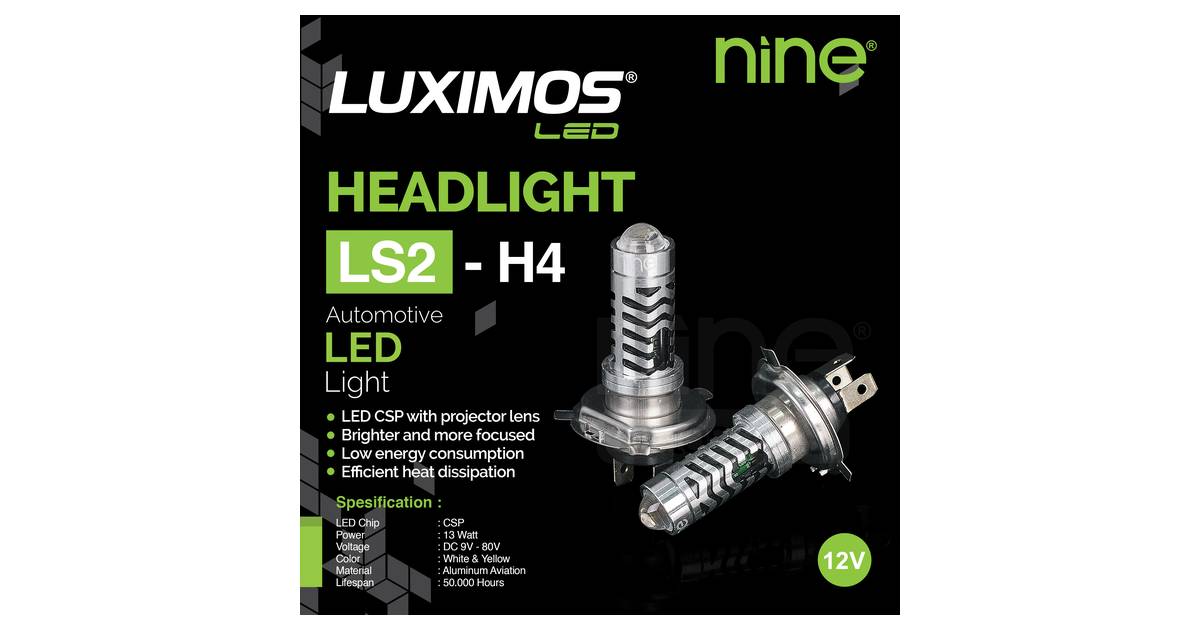 nine®
LUXIMOS®
LED
HEADLIGHT
LS2 - H4
Automotive
LED
Light
• LED CSP with projector lens
• Brighter and more focused
• Low energy consumption
• Efficient heat dissipation
Spesification :
LED Chip : CSP
Power : 13 Watt
Voltage : DC 9V - 80V
Color : White & Yellow
Material : Aluminum Aviation
Lifespan : 50.000 Hours
nine
nine®
12V